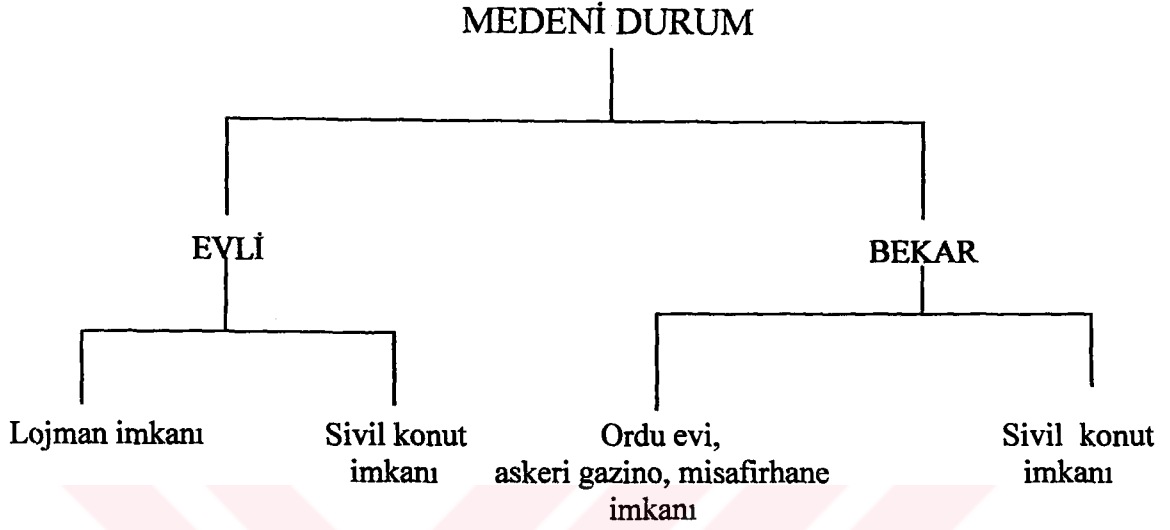 MEDENİ DURUM
EVLİ
BEKAR
Lojman imkanı
Sivil konut
imkanı
Ordu evi,
askeri gazino, misafirhane
imkanı
Sivil konut
imkanı